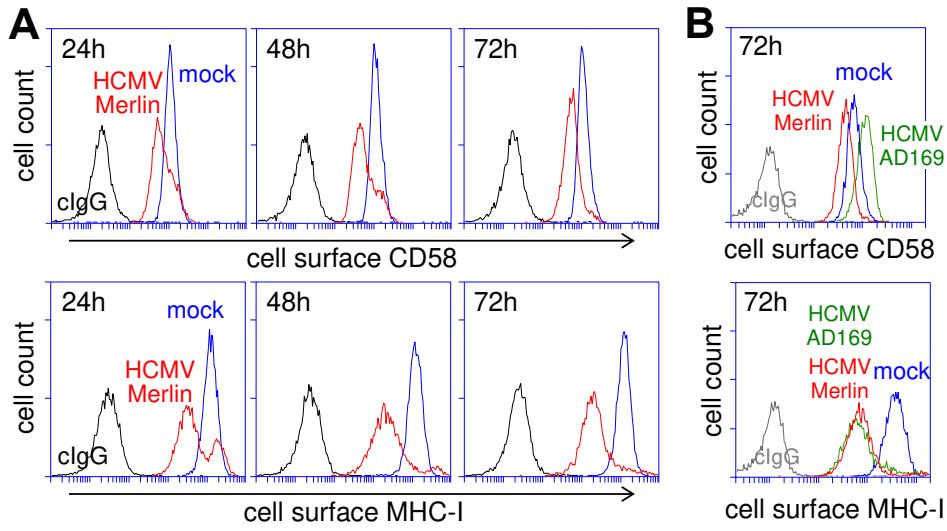 A
24h
48h
72h
HCMV
Merlin
mock
cIgG
cell count
cell surface CD58
24h
48h
72h
mock
HCMV
Merlin
cIgG
cell count
cell surface MHC-I
B
72h
mock
HCMV
Merlin
HCMV
AD169
cIgG
cell count
cell surface CD58
72h
HCMV
AD169
HCMV
Merlin
mock
cIgG
cell count
cell surface MHC-I